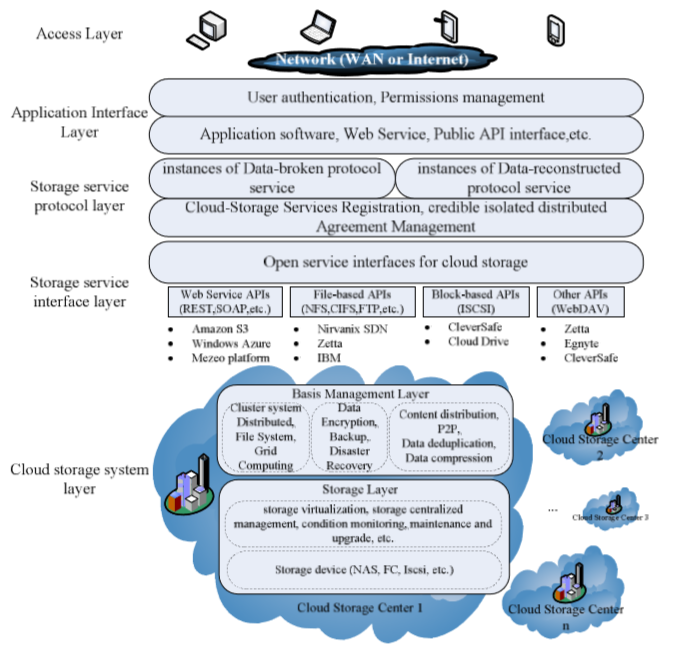 Access Layer
Network (WAN or Internet)
Application Interface
Layer
User authentication, Permissions management
Application software, Web Service, Public API interface,etc.
Storage service
protocol layer
instances of Data-broken protocol
service
instances of Data-reconstructed
protocol service
Cloud-Storage Services Registration, credible isolated distributed
Agreement Management
Storage service
interface layer
Open service interfaces for cloud storage
Web Service APIs
(REST,SOAP,etc.)
File-based APIs
(NFS,CIFS,FTP,etc.)
Block-based APIs
(ISCSI)
Other APIs
(WebDAV)
• Amazon S3
• Windows Azure
• Mezeo platform
• Nirvanix SDN
• Zetta
• IBM
• CleverSafe
• Cloud Drive
• Zetta
• Egnyte
• CleverSafe
Cloud storage system
layer
Basis Management Layer
Cluster system
Distributed,
File System,
Grid
Computing
Data
Encryption,
Backup,
Disaster
Recovery
Content distribution,
P2P,
Data deduplication,
Data compression
Storage Layer
storage virtualization, storage centralized
management, condition monitoring, maintenance and
upgrade, etc.
Storage device (NAS, FC, Iscsi, etc.)
Cloud Storage Center 1
Cloud Storage Center
2
...
Cloud Storage Center 3
Cloud Storage Center
n